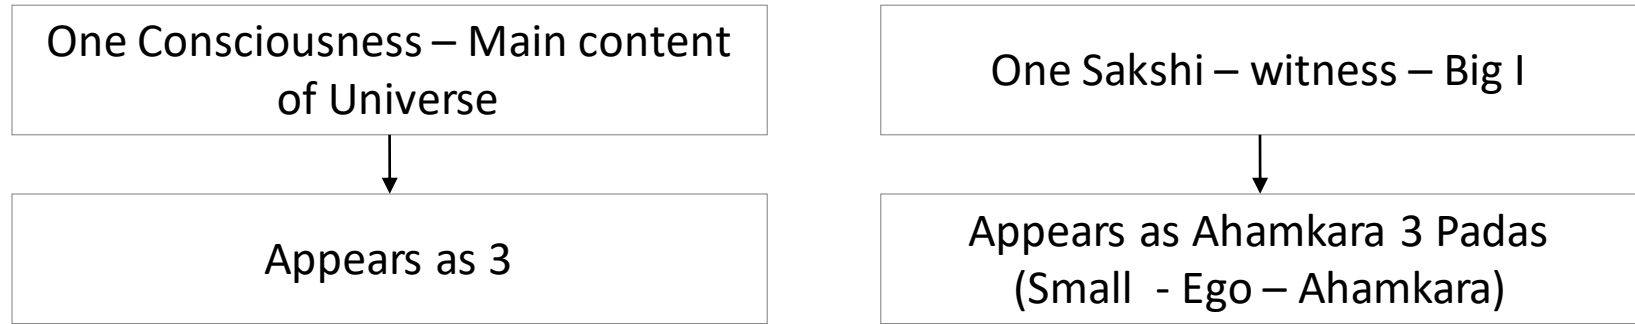 One Consciousness – Main content
of Universe
Appears as 3
One Sakshi – witness – Big I
Appears as Ahamkara 3 Padas
(Small - Ego – Ahamkara)